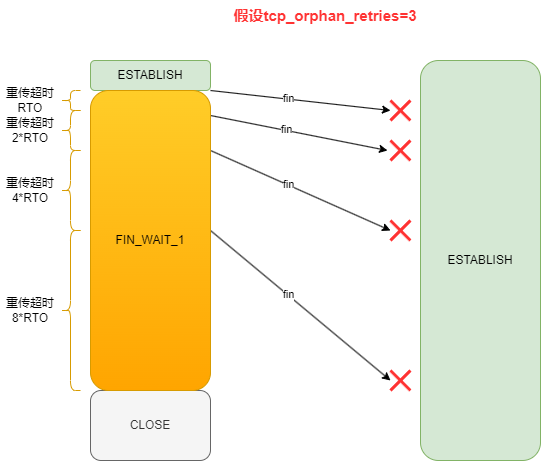 假设tcp_orphan_retries=3
ESTABLISH
重传超时
RTO
fin
重传超时
2*RTO
fin
重传超时
4*RTO
fin
FIN_WAIT_1
ESTABLISH
重传超时
8*RTO
fin
CLOSE